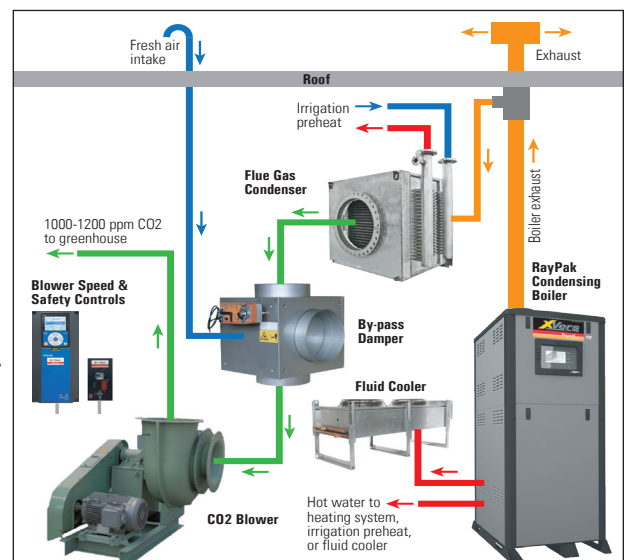 Fresh air
intake
Exhaust
Roof
Irrigation
preheat
Flue Gas
Condenser
Boiler exhaust
1000-1200 ppm CO2
to greenhouse
Blower Speed &
Safety Controls
RayPak
Condensing
Boiler
By-pass
Damper
XVers
Fluid Cooler
CO2 Blower
Hot water to
heating system,
irrigation preheat,
or fluid cooler